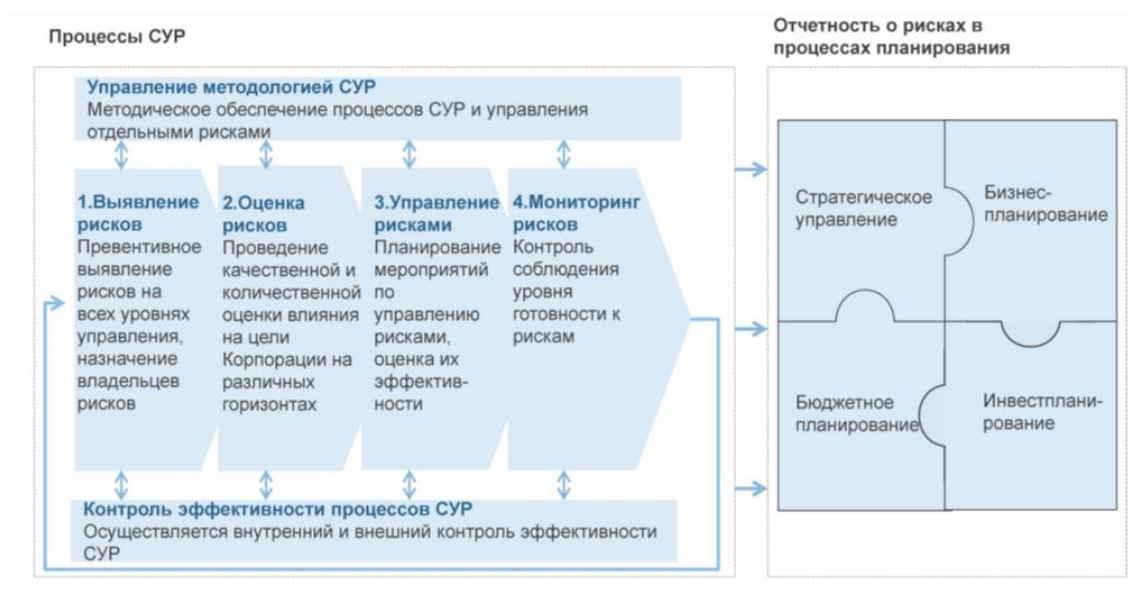 Процессы СУР
Отчетность о рисках в
процессах планирования
Управление методологией СУР
Методическое обеспечение процессов СУР и управления
отдельными рисками
1.Выявление
рисков
Превентивное
выявление
рисков на
всех уровнях
управления,
назначение
владельцев
рисков
2.Оценка
рисков
Проведение
качественной и
количественной
оценки влияния
на цели
Корпорации на
различных
горизонтах
3.Управление
рисками
Планирование
мероприятий
по
управлению
рисками,
оценка их
эффектив-
ности
4.Мониторинг
рисков
Контроль
соблюдения
уровня
готовности к
рискам
Контроль эффективности процессов СУР
Осуществляется внутренний и внешний контроль эффективности
СУР
Стратегическое
управление
Бизнес-
планирование
Бюджетное
планирование
Инвестплани-
рование